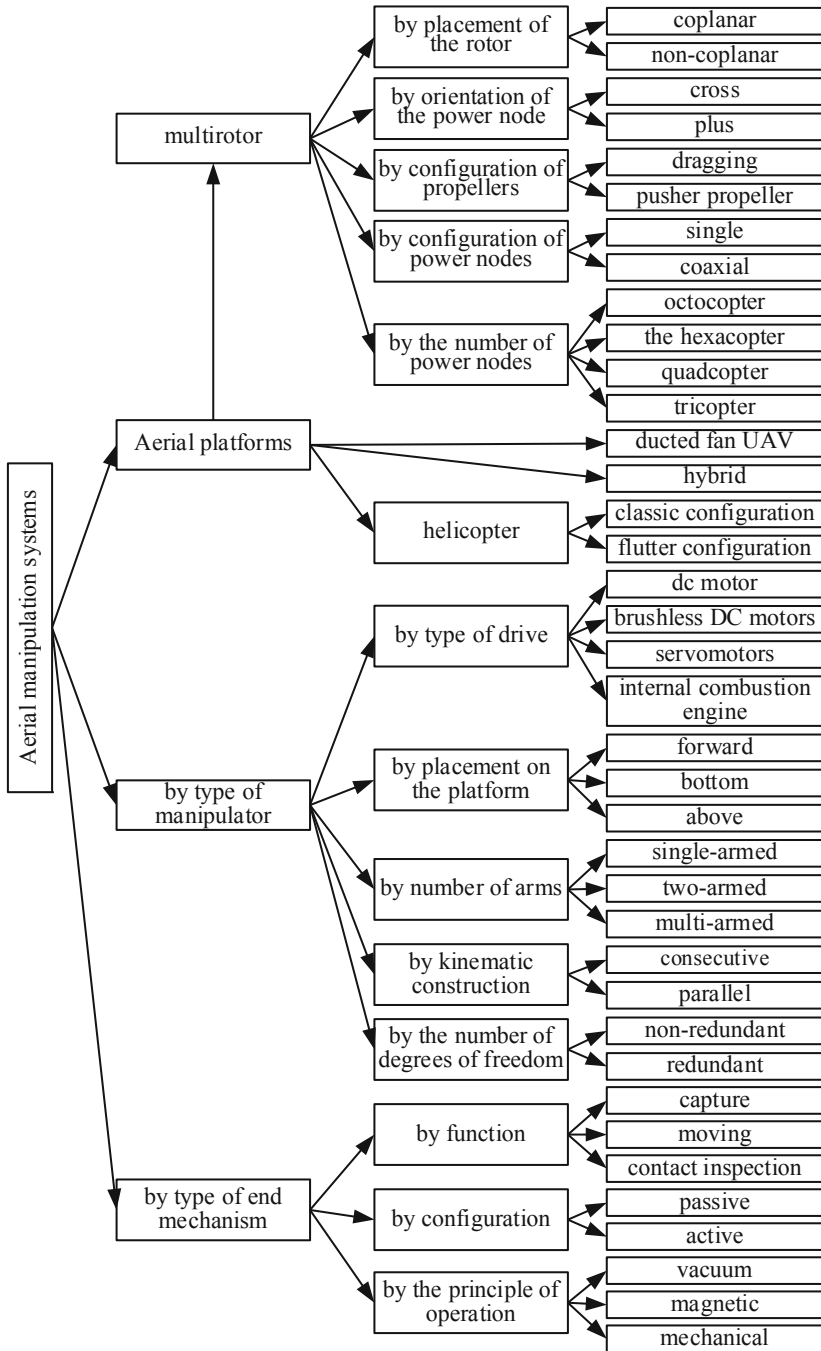 Aerial manipulation systems
multirotor
Aerial platforms
by type of
manipulator
by type of end
mechanism
by placement of
the rotor
by orientation of
the power node
by configuration of
propellers
by configuration of
power nodes
by the number of
power nodes
helicopter
by type of drive
by placement on
the platform
by number of arms
by kinematic
construction
by the number of
degrees of freedom
by function
by configuration
by the principle of
operation
coplanar
non-coplanar
cross
plus
dragging
pusher propeller
single
coaxial
octocopter
the hexacopter
quadcopter
tricopter
ducted fan UAV
hybrid
classic configuration
flutter configuration
dc motor
brushless DC motors
servomotors
internal combustion
engine
forward
bottom
above
single-armed
two-armed
multi-armed
consecutive
parallel
non-redundant
redundant
capture
moving
contact inspection
passive
active
vacuum
magnetic
mechanical